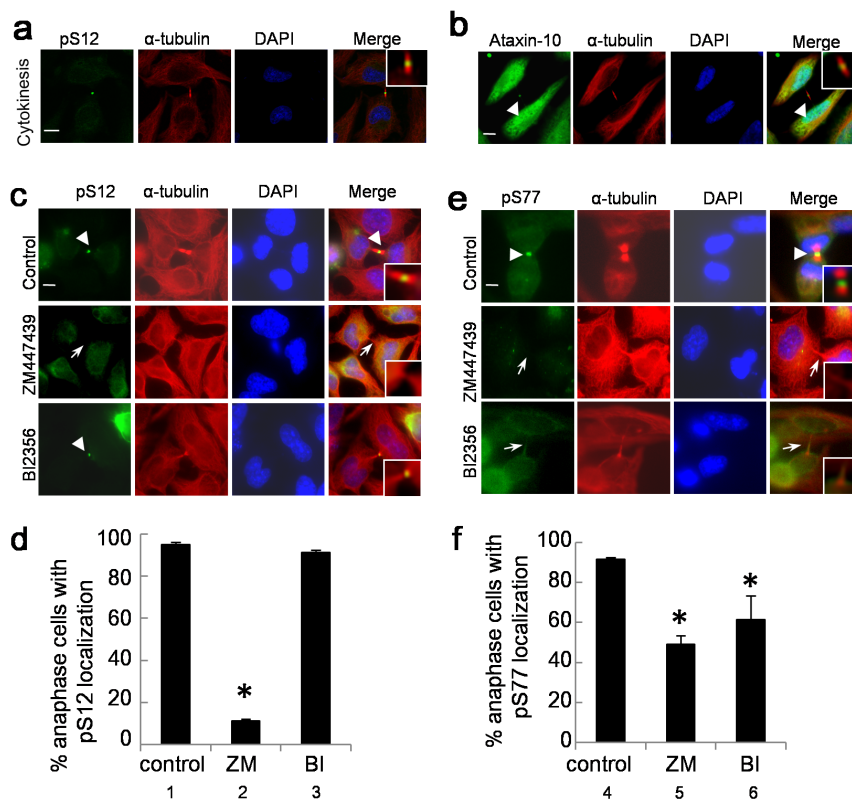 a
pS12 α-tubulin DAPI Merge
Cytokinesis
b
Ataxin-10 α-tubulin DAPI Merge
c
pS12 α-tubulin DAPI Merge
Control
ZM447439
BI2356
e
pS77 α-tubulin DAPI Merge
Control
ZM447439
BI2356
d
% anaphase cells with
pS12 localization
100
80
60
40
20
0
*
control ZM BI
1 2 3
f
% anaphase cells with
pS77 localization
100
80
60
40
20
0
* *
control ZM BI
4 5 6